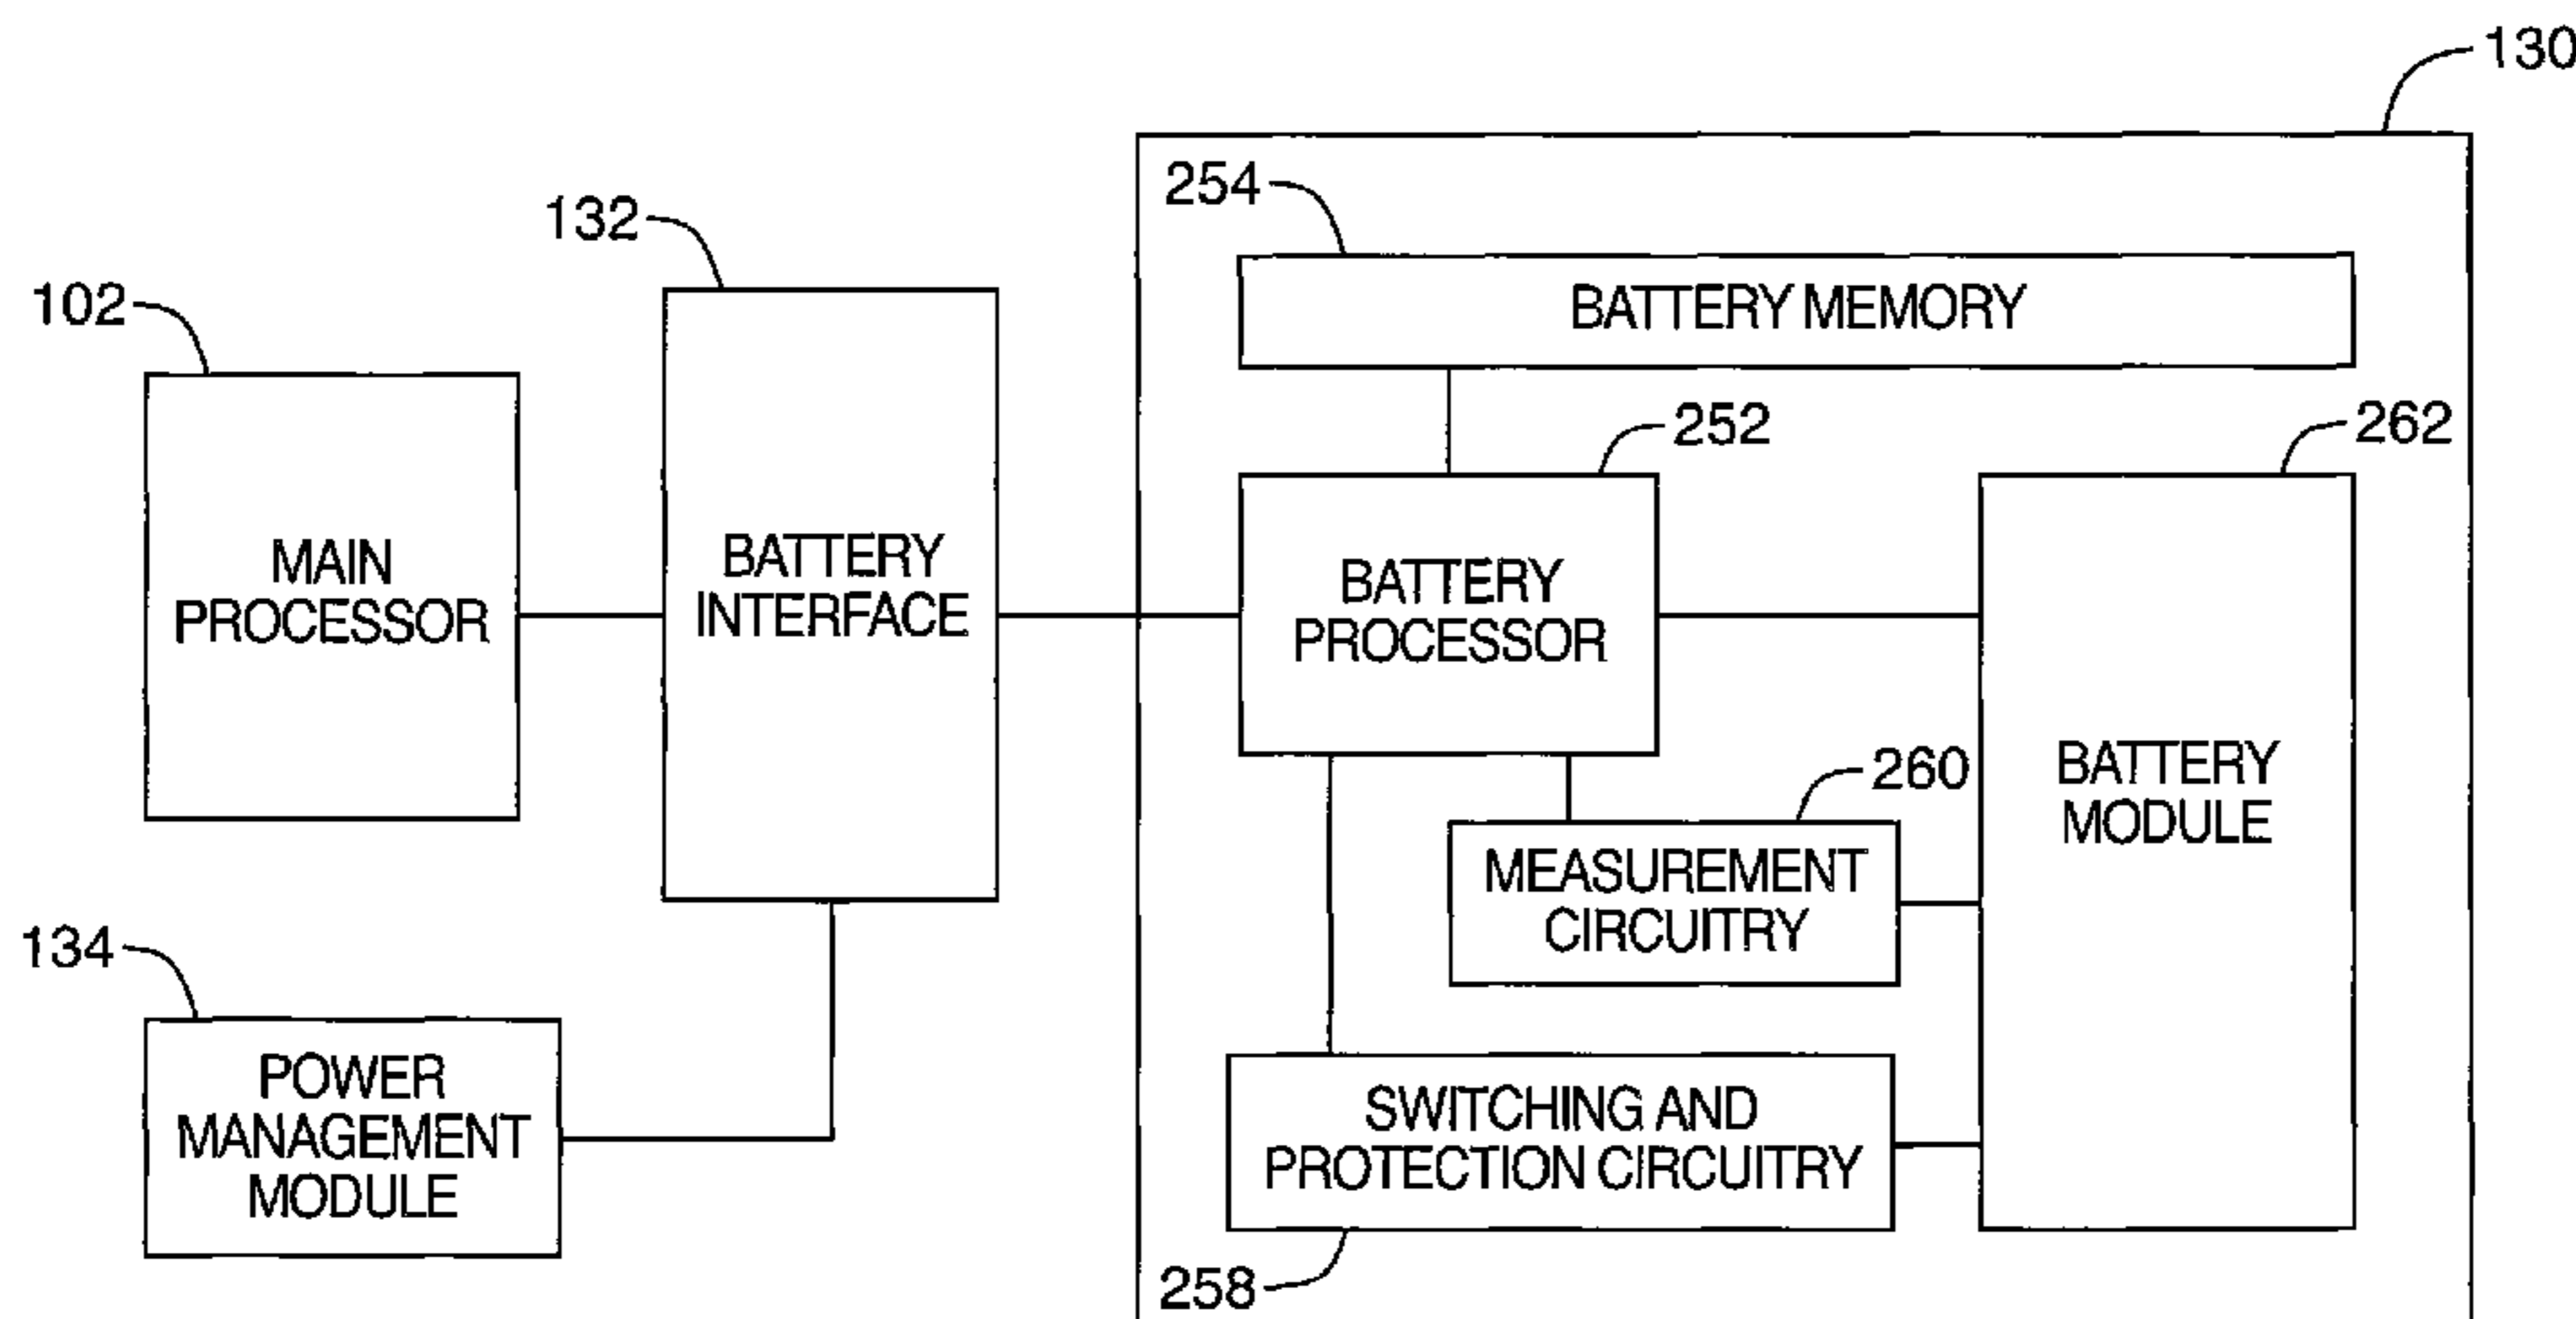 130
254
132
BATTERY MEMORY
102
252
262
MAIN
PROCESSOR
BATTERY
INTERFACE
BATTERY
PROCESSOR
260
BATTERY
MODULE
MEASUREMENT
CIRCUITRY
134
POWER
MANAGEMENT
MODULE
SWITCHING AND
PROTECTION CIRCUITRY
258